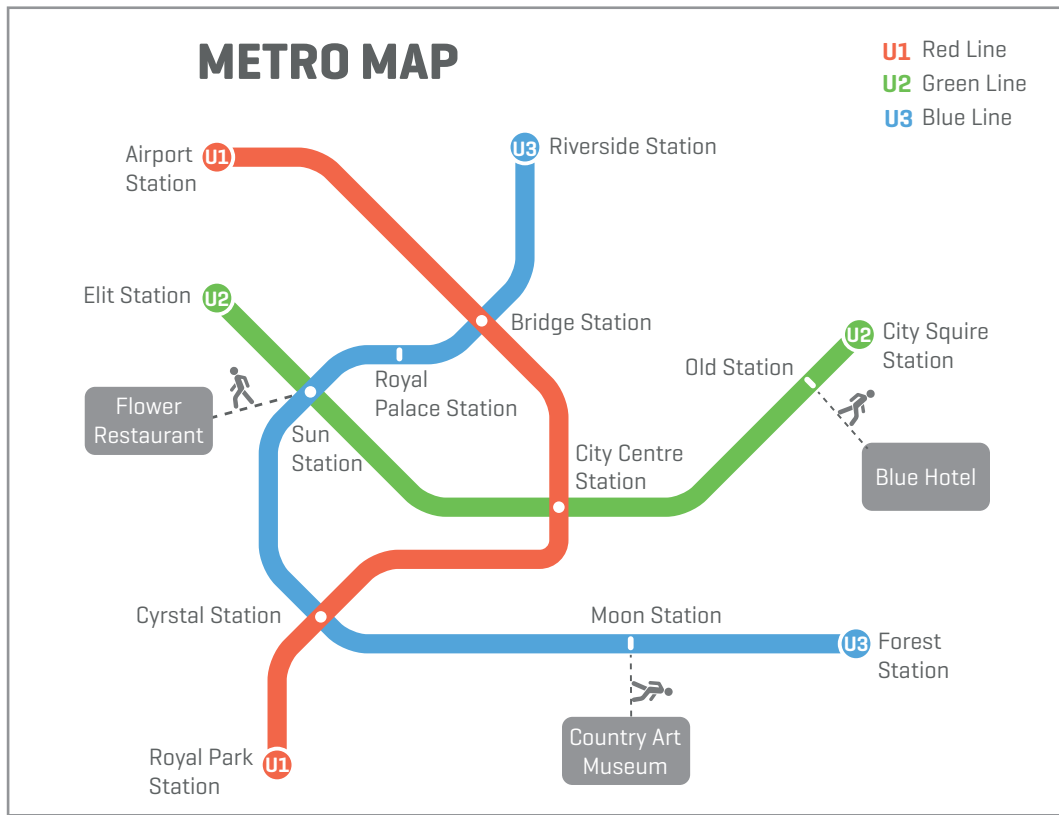 METRO MAP
U1 Red Line
U2 Green Line
U3 Blue Line
Airport
Station
U1
U3
Riverside Station
Elit Station
U2
Bridge Station
U2
City Squire
Station
Old Station
Royal
Palace Station
Flower
Restaurant
Sun
Station
City Centre
Station
Blue Hotel
Cyrstal Station
Moon Station
U3
Forest
Station
Country Art
Museum
Royal Park
Station
U1